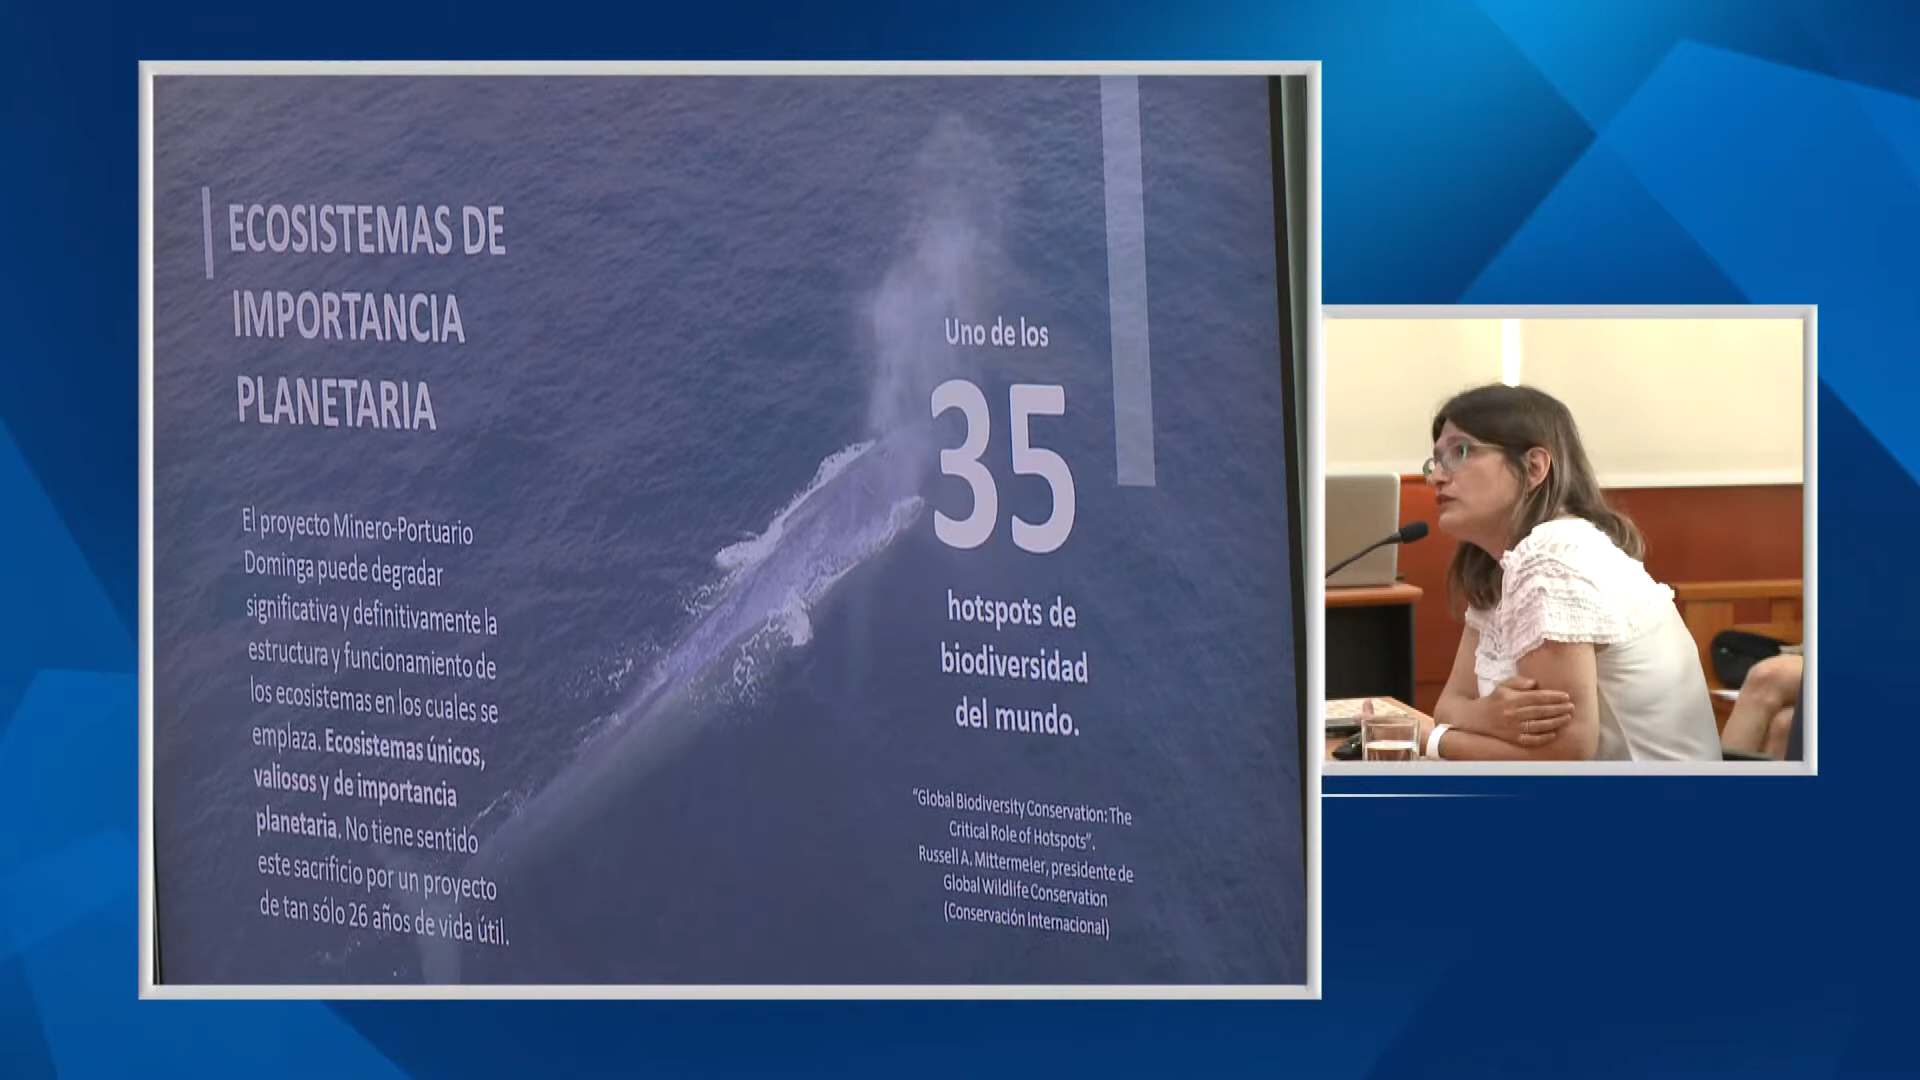 ECOSISTEMAS DE
IMPORTANCIA
PLANETARIA
El proyecto Minero-Portuario
Dominga puede degradar
significativa y definitivamente la
estructura y funcionamiento de
los ecosistemas en los cuales se
emplaza. Ecosistemas únicos,
valiosos y de importancia
planetaria. No tiene sentido
este sacrificio por un proyecto
de tan sólo 26 años de vida útil.
Uno de los
35
hotspots de
biodiversidad
del mundo.
“Global Biodiversity Conservation: The
Critical Role of Hotspots”.
Russell A. Mittermeier, presidente de
Global Wildlife Conservation
(Conservación Internacional)